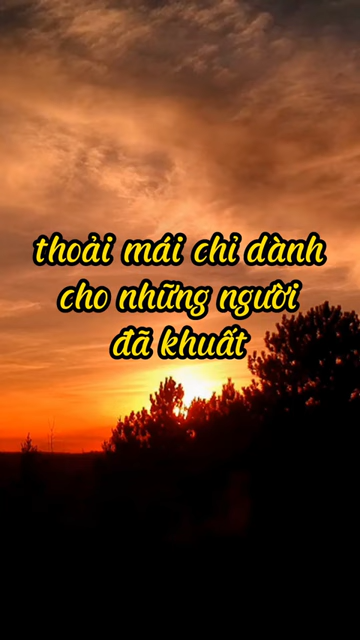 thoải mái chỉ dành
cho những người
đã khuất